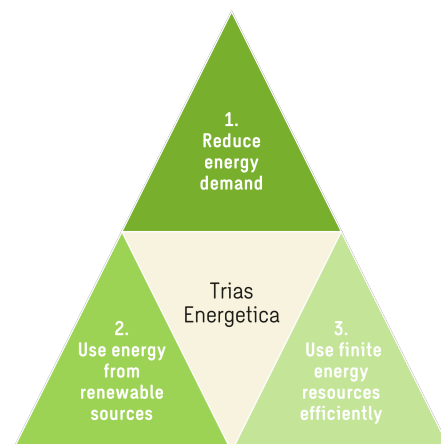 1.
Reduce
energy
demand
Trias
Energetica
2.
Use energy
from
renewable
sources
3.
Use finite
energy
resources
efficiently